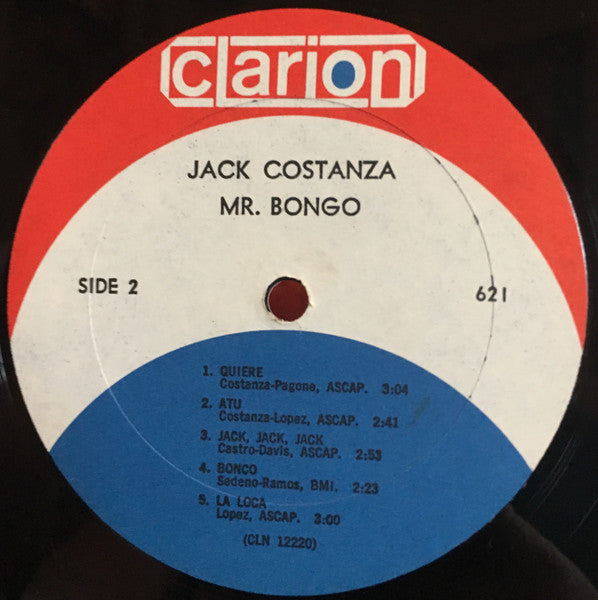 clarion
JACK COSTANZA
MR. BONGO
SIDE 2
621
1. QUIERE
Costanza-Pagone, ASCAP. 3:04
2. ATU
Costanza-Lopez, ASCAP. 2:41
3. JACK, JACK, JACK
Castro-Davis, ASCAP. 2:53
4. BONCO
Sedeno-Ramos, BMI. 2:23
5. LA LOCA
Lopez, ASCAP. 3:00
(CLN 12220)